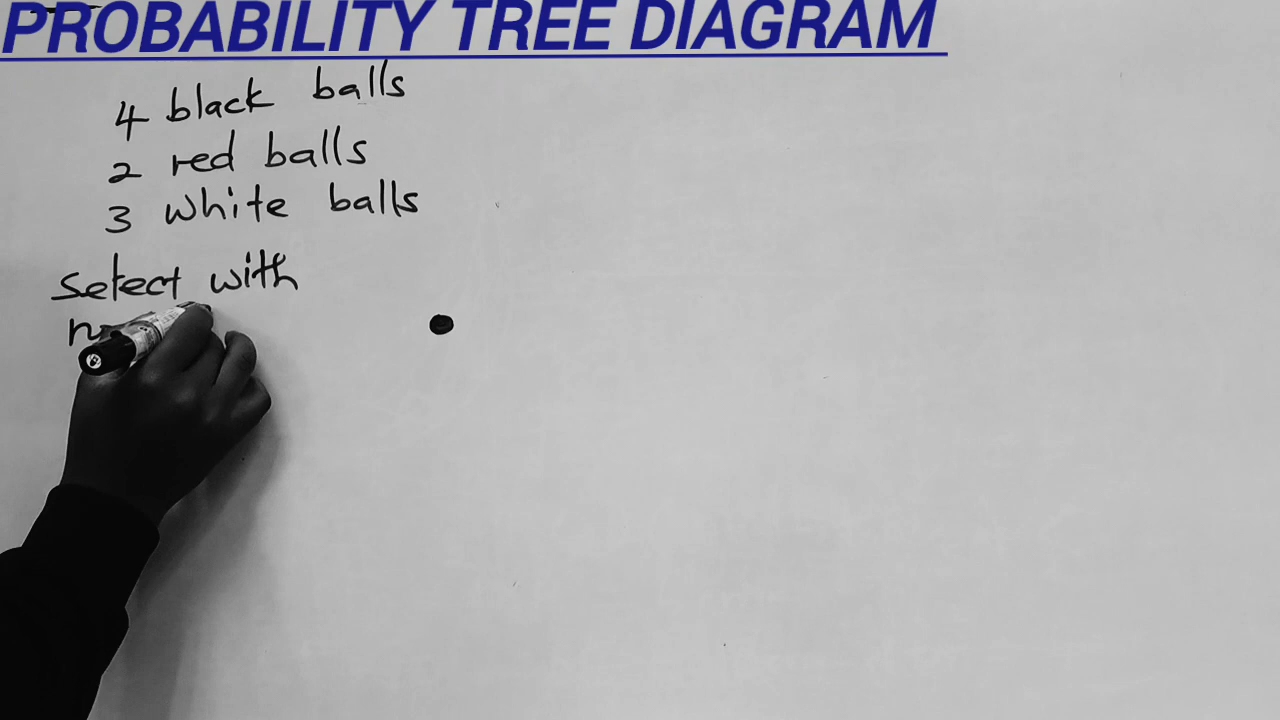 PROBABILITY TREE DIAGRAM
4 black balls
2 red balls
3 white balls
select with